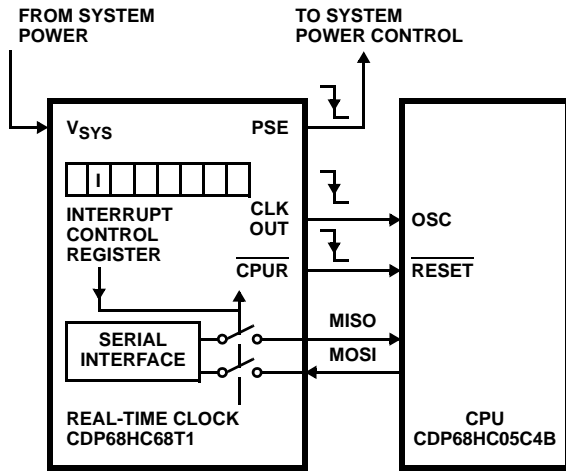 FROM SYSTEM
POWER
TO SYSTEM
POWER CONTROL
VSYS
PSE
I
INTERRUPT
CONTROL
REGISTER
CLK
OUT
OSC
CPUR
RESET
SERIAL
INTERFACE
MISO
MOSI
REAL-TIME CLOCK
CDP68HC68T1
CPU
CDP68HC05C4B